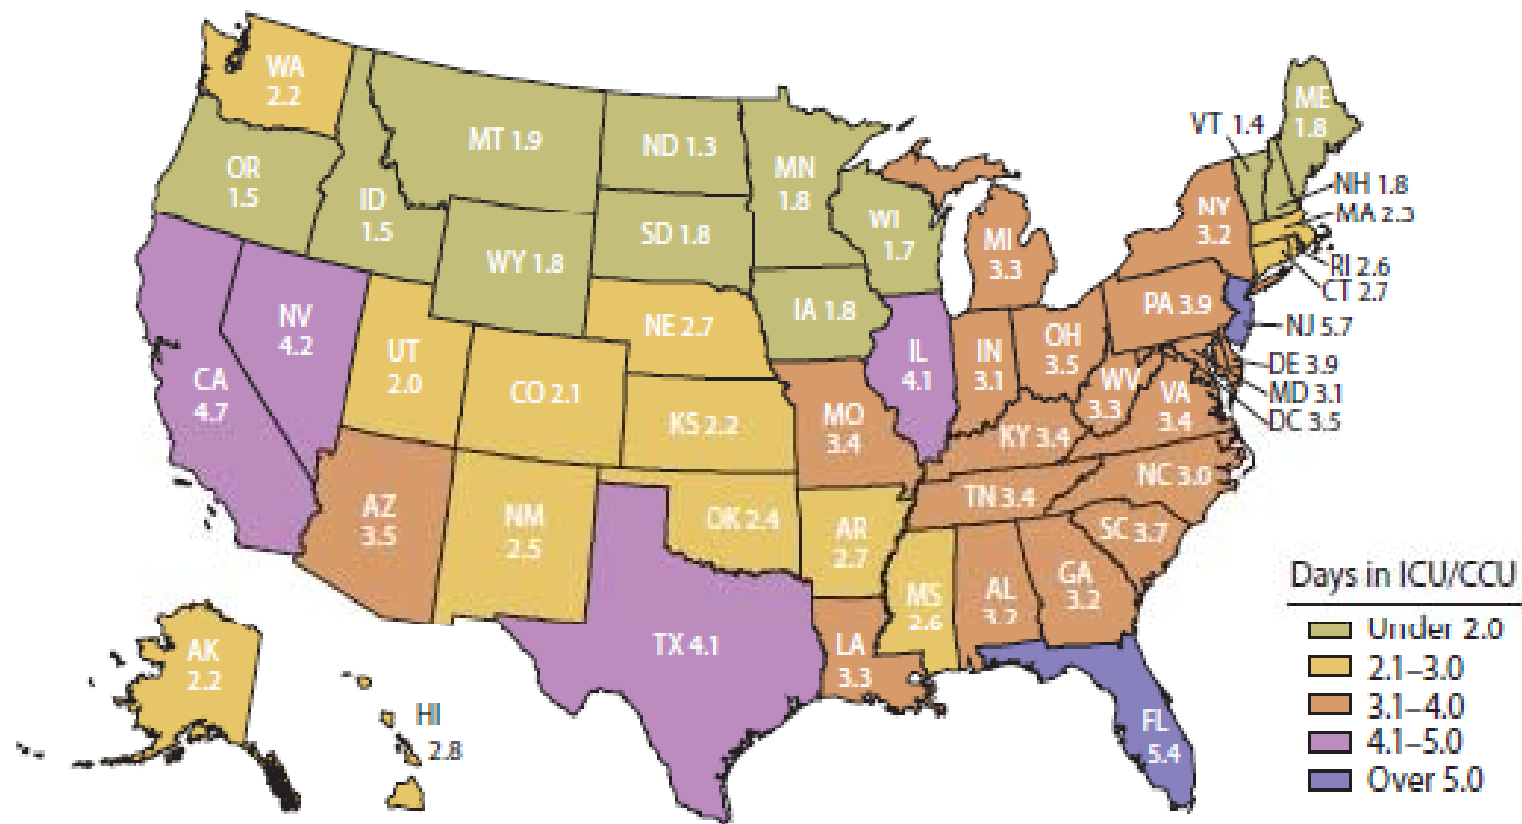 WA
2.2
MT 1.9
ND 1.3
MN
1.8
ME
1.8
VT 1.4
OR
1.5
ID
1.5
WI
1.7
NH 1.8
MA 2.5
NY
3.2
SD 1.8
WY 1.8
MI
3.3
RI 2.6
CT 2.7
PA 3.9
NJ 5.7
IA 1.8
NE 2.7
NV
4.2
UT
2.0
CO 2.1
IL
4.1
IN
3.1
OH
3.5
DE 3.9
MD 3.1
DC 3.5
CA
4.7
WV
3.3
VA
3.4
KS 2.2
MO
3.4
KY 3.4
NC 3.0
TN 3.4
AZ
3.5
NM
2.5
OK 2.4
AR
2.7
SC 3.7
MS
2.6
AL
3.2
GA
3.2
TX 4.1
LA
3.3
FL
5.4
AK
2.2
HI
2.8
Days in ICU/CCU
Under 2.0
2.1–3.0
3.1–4.0
4.1–5.0
Over 5.0